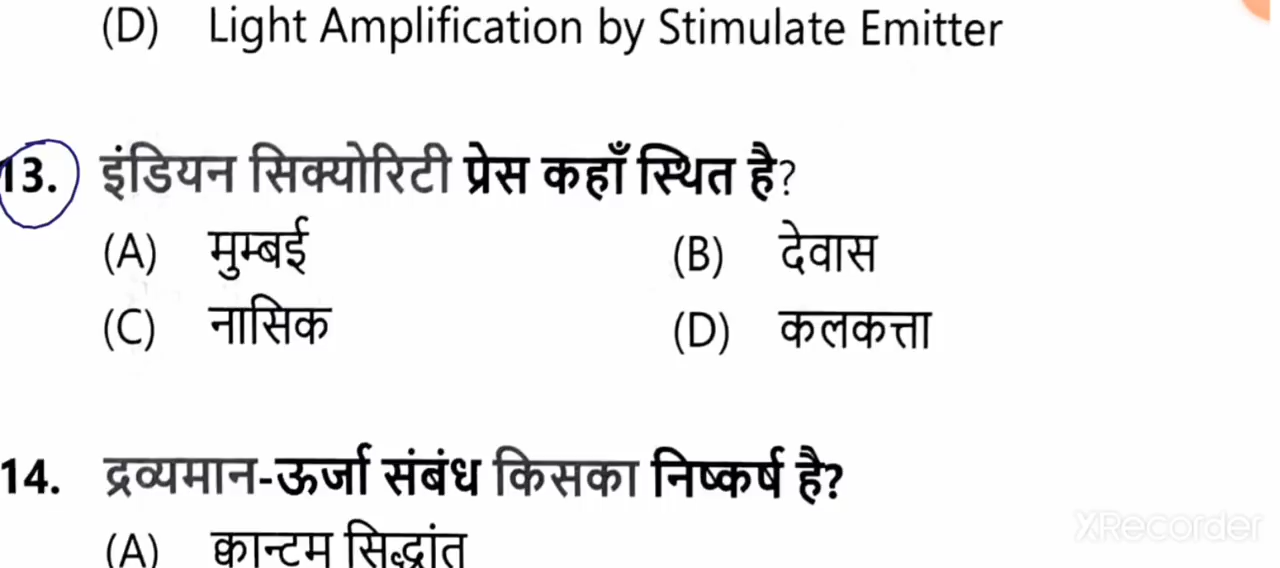 (D) Light Amplification by Stimulate Emitter
13. इंडियन सिक्योरिटी प्रेस कहाँ स्थित है?
(A) मुम्बई (B) देवास
(C) नासिक (D) कलकत्ता
14. द्रव्यमान-ऊर्जा संबंध किसका निष्कर्ष है?
(A) क्वान्टम सिद्धांत
XRecorder